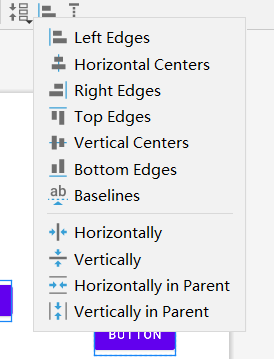 Left Edges
Horizontal Centers
Right Edges
Top Edges
Vertical Centers
Bottom Edges
ab
Baselines
Horizontally
Vertically
Horizontally in Parent
Vertically in Parent
BUTTON